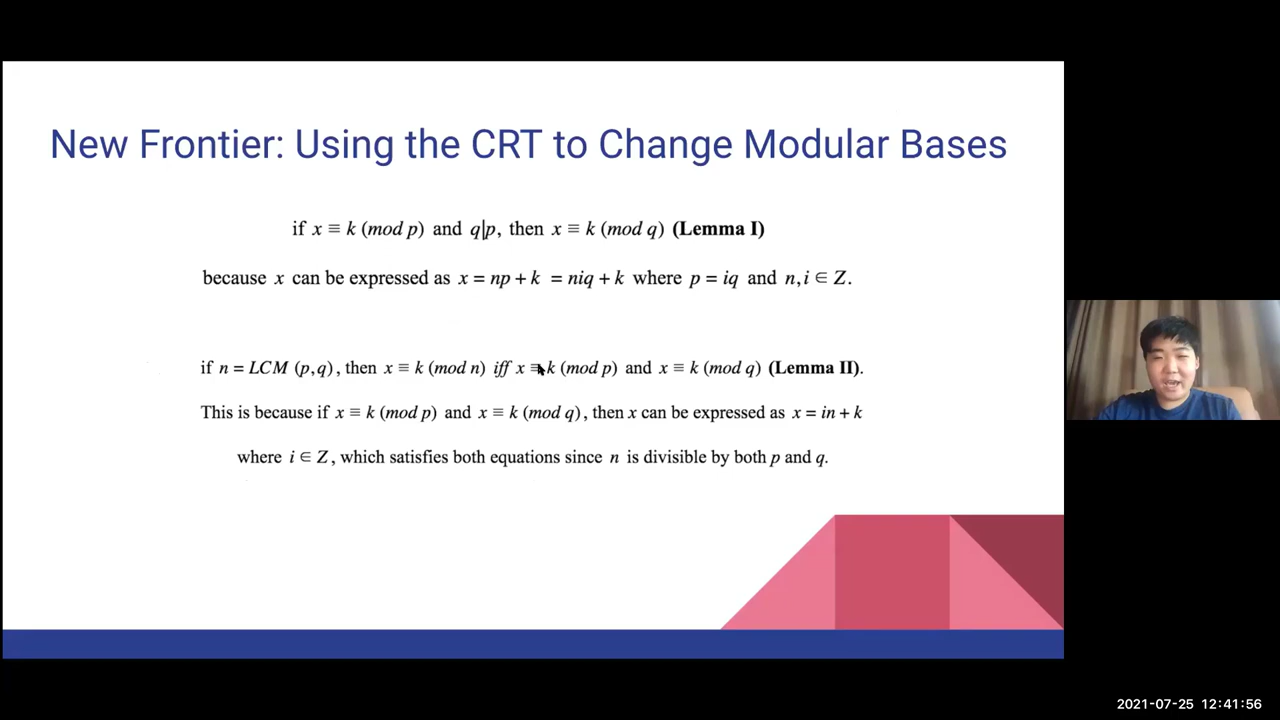 New Frontier: Using the CRT to Change Modular Bases
if x ≡ k (mod p) and q|p, then x ≡ k (mod q) (Lemma I)
because x can be expressed as x = np + k = niq + k where p = iq and n, i ∈ Z.
if n = LCM (p, q), then x ≡ k (mod n) iff x ≡ k (mod p) and x ≡ k (mod q) (Lemma II).
This is because if x ≡ k (mod p) and x ≡ k (mod q), then x can be expressed as x = in + k
where i ∈ Z, which satisfies both equations since n is divisible by both p and q.
2021-07-25 12:41:56